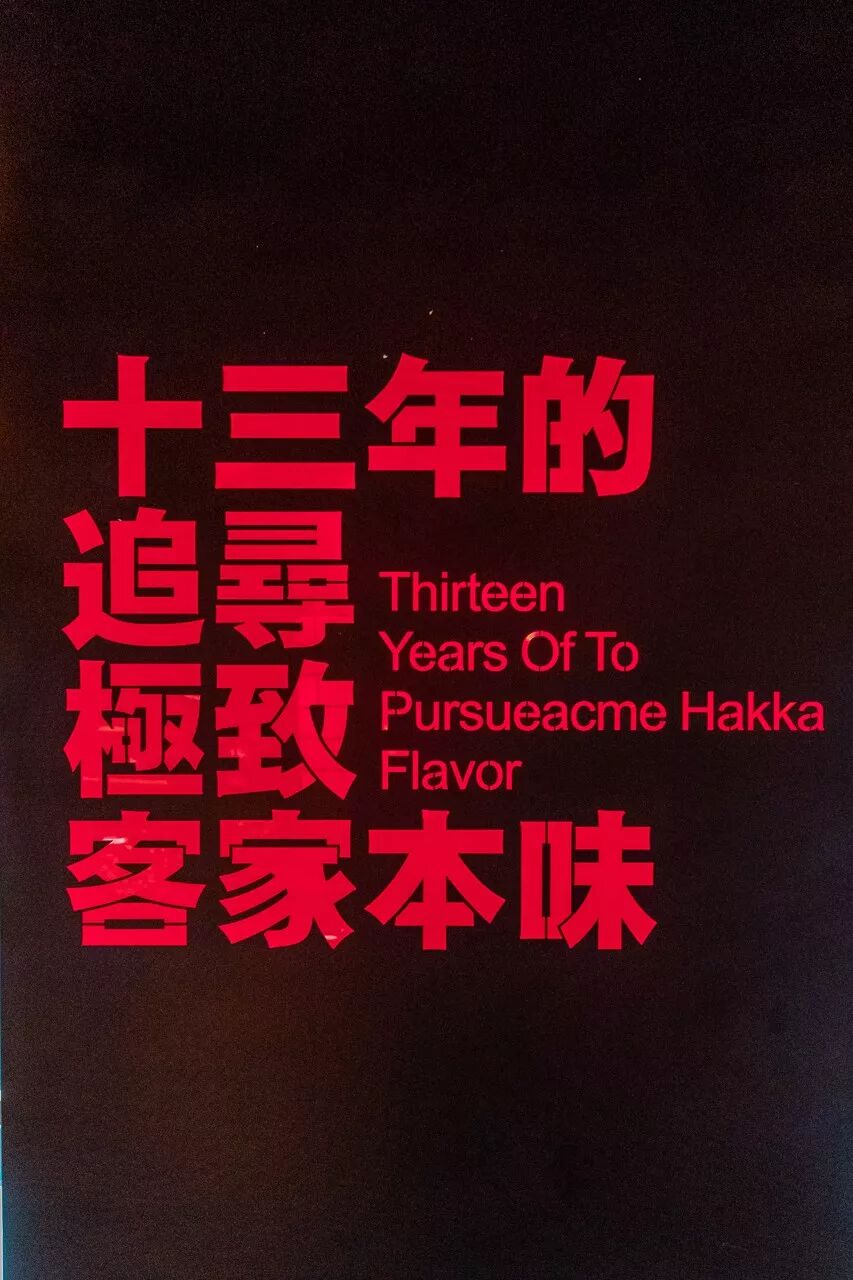 十三年的
追尋
極致
客家本味
Thirteen
Years Of To
Pursueacme Hakka
Flavor